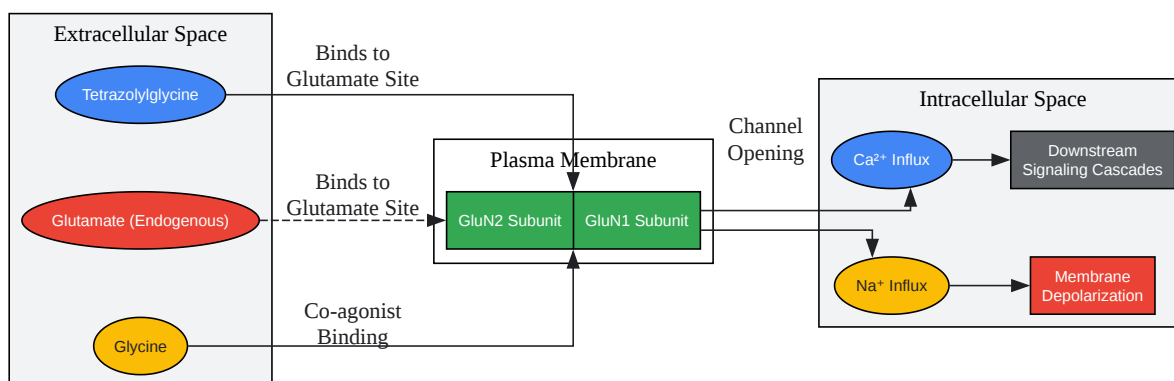 Extracellular Space
Tetrazolylglycine
Binds to
Glutamate Site
Glutamate (Endogenous)
Binds to
Glutamate Site
Glycine
Co-agonist
Binding
Plasma Membrane
GluN2 Subunit
GluN1 Subunit
Channel
Opening
Intracellular Space
Ca²⁺ Influx
Downstream
Signaling Cascades
Na⁺ Influx
Membrane
Depolarization